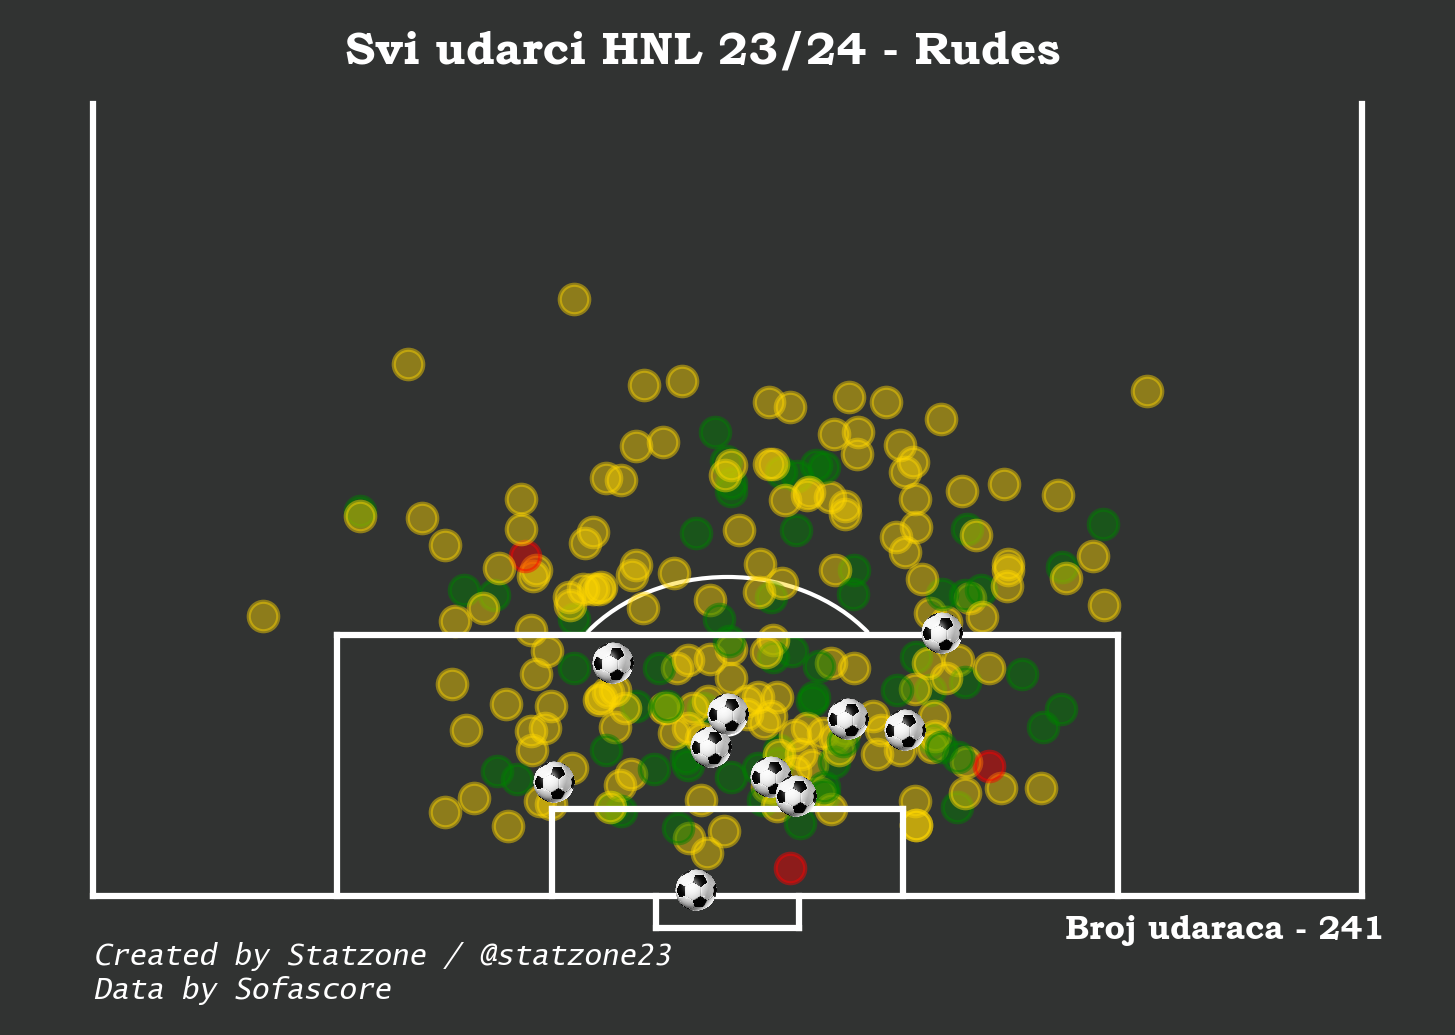 Svi udarci HNL 23/24 - Rudes
Broj udaraca - 241
Created by Statzone / @statzone23
Data by Sofascore